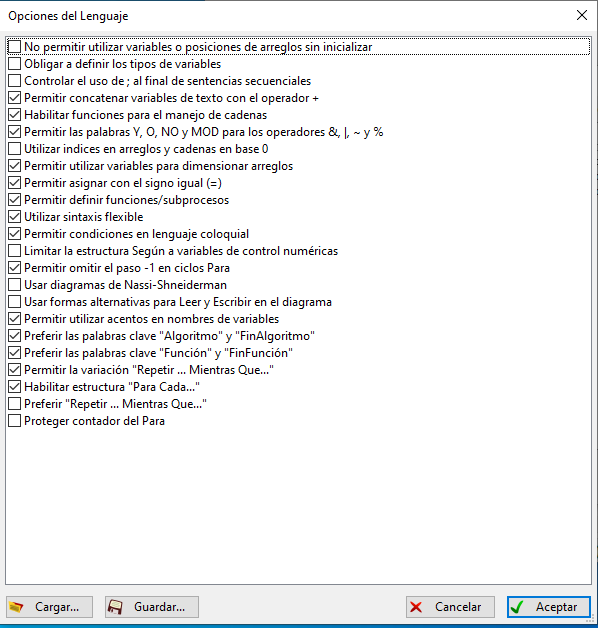 Opciones del Lenguaje
No permitir utilizar variables o posiciones de arreglos sin inicializar
Obligar a definir los tipos de variables
Controlar el uso de ; al final de sentencias secuenciales
Permitir concatenar variables de texto con el operador +
Habilitar funciones para el manejo de cadenas
Permitir las palabras Y, O, NO y MOD para los operadores &, |, ~ y %
Utilizar indices en arreglos y cadenas en base 0
Permitir utilizar variables para dimensionar arreglos
Permitir asignar con el signo igual (=)
Permitir definir funciones/subprocesos
Utilizar sintaxis flexible
Permitir condiciones en lenguaje coloquial
Limitar la estructura Según a variables de control numéricas
Permitir omitir el paso -1 en ciclos Para
Usar diagramas de Nassi-Shneiderman
Usar formas alternativas para Leer y Escribir en el diagrama
Permitir utilizar acentos en nombres de variables
Preferir las palabras clave "Algoritmo" y "FinAlgoritmo"
Preferir las palabras clave "Función" y "FinFunción"
Permitir la variación "Repetir ... Mientras Que..."
Habilitar estructura "Para Cada..."
Preferir "Repetir ... Mientras Que..."
Proteger contador del Para
Cargar... Guardar... Cancelar Aceptar